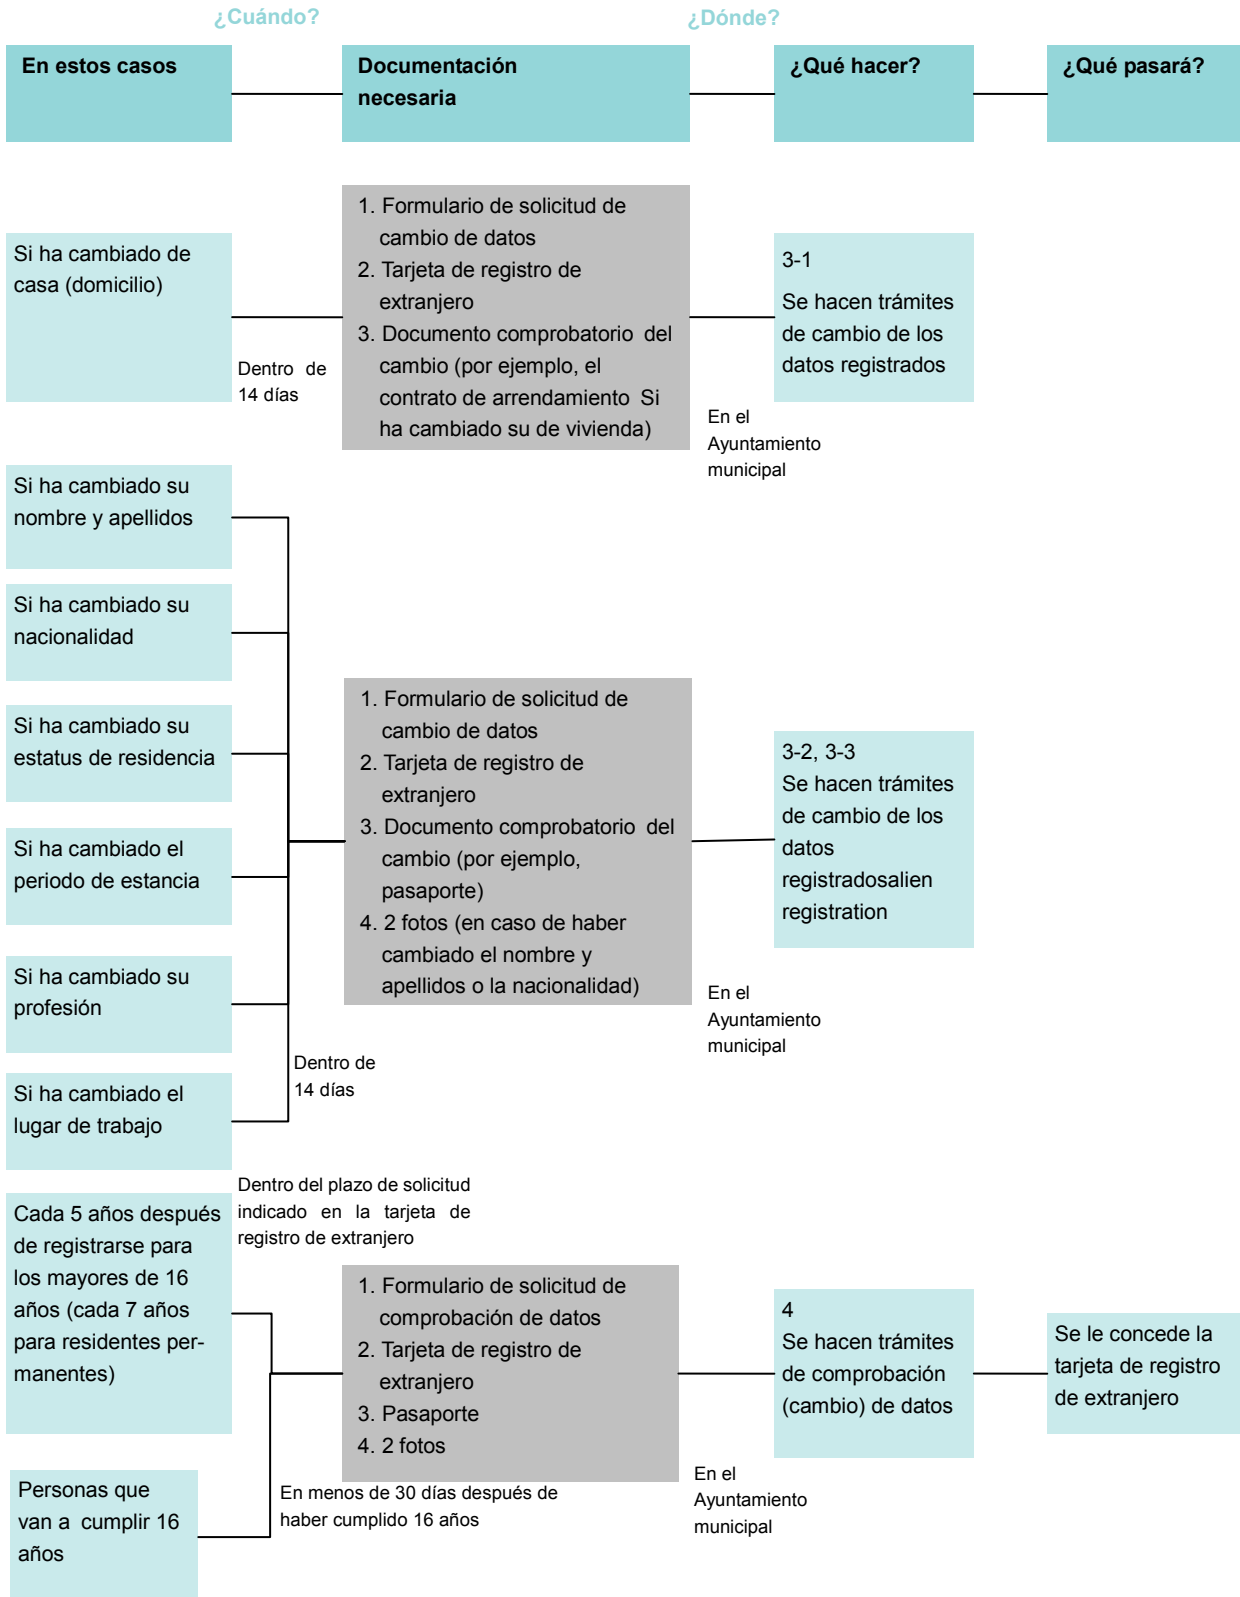 ¿Cuándo?
¿Dónde?
En estos casos
Documentación
necesaria
¿Qué hacer?
¿Qué pasará?
Si ha cambiado de
casa (domicilio)
Dentro de
14 días
1. Formulario de solicitud de
cambio de datos
2. Tarjeta de registro de
extranjero
3. Documento comprobatorio del
cambio (por ejemplo, el
contrato de arrendamiento Si
ha cambiado su de vivienda)
En el
Ayuntamiento
municipal
3-1
Se hacen trámites
de cambio de los
datos registrados
Si ha cambiado su
nombre y apellidos
Si ha cambiado su
nacionalidad
Si ha cambiado su
estatus de residencia
Si ha cambiado el
periodo de estancia
Si ha cambiado su
profesión
Si ha cambiado el
lugar de trabajo
Dentro de
14 días
1. Formulario de solicitud de
cambio de datos
2. Tarjeta de registro de
extranjero
3. Documento comprobatorio del
cambio (por ejemplo,
pasaporte)
4. 2 fotos (en caso de haber
cambiado el nombre y
apellidos o la nacionalidad)
En el
Ayuntamiento
municipal
3-2, 3-3
Se hacen trámites
de cambio de los
datos
registradosalien
registration
Cada 5 años después
de registrarse para
los mayores de 16
años (cada 7 años
para residentes per-
manentes)
Dentro del plazo de solicitud
indicado en la tarjeta de
registro de extranjero
Personas que
van a cumplir 16
años
En menos de 30 días después de
haber cumplido 16 años
1. Formulario de solicitud de
comprobación de datos
2. Tarjeta de registro de
extranjero
3. Pasaporte
4. 2 fotos
En el
Ayuntamiento
municipal
4
Se hacen trámites
de comprobación
(cambio) de datos
Se le concede la
tarjeta de registro
de extranjero